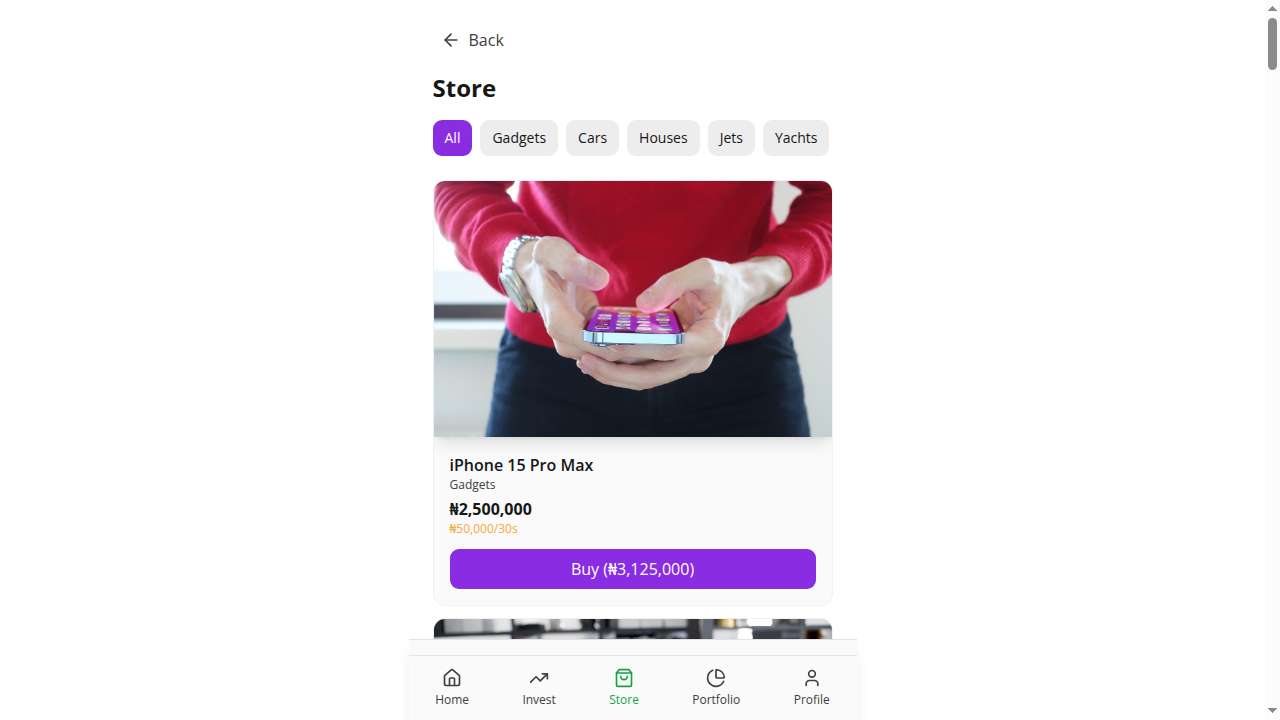 Back
Store
All Gadgets Cars Houses Jets Yachts
iPhone 15 Pro Max
Gadgets
₦2,500,000
₦50,000/30s
Buy (₦3,125,000)
Home Invest Store Portfolio Profile